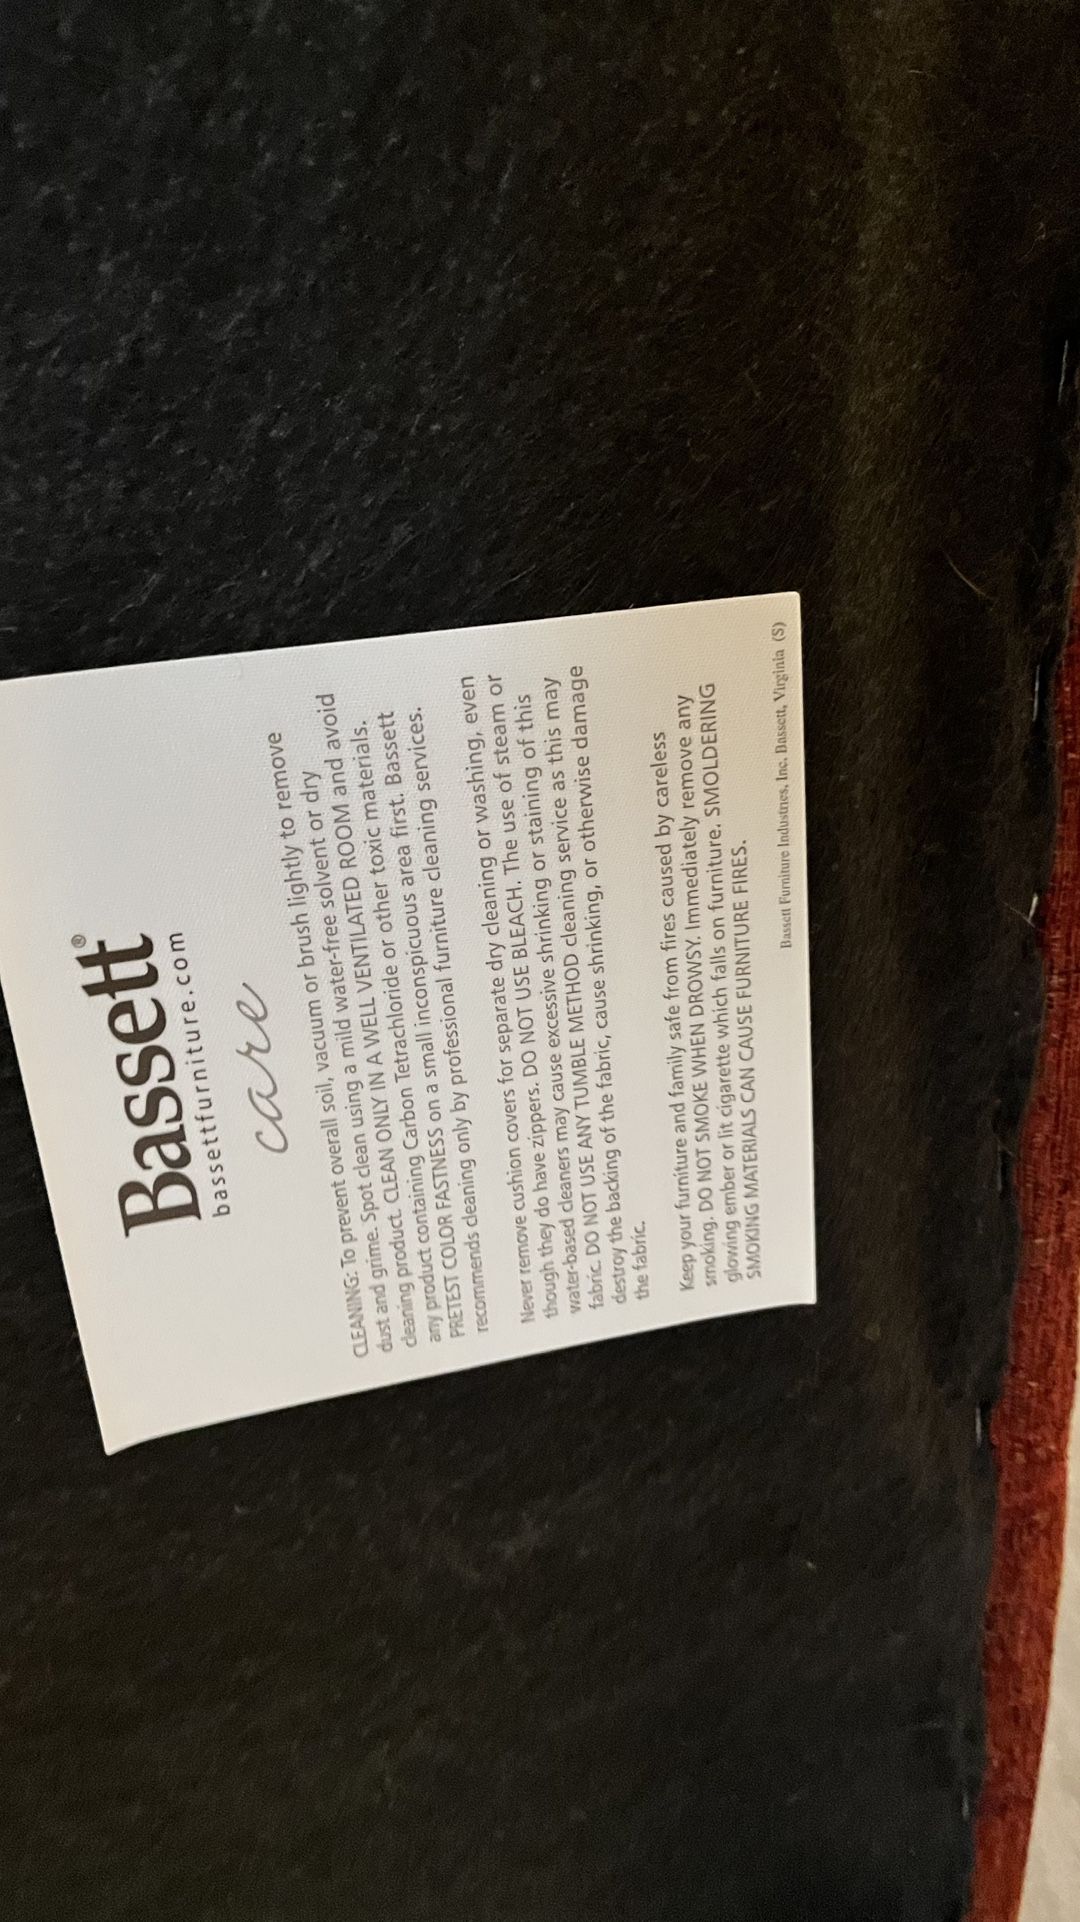 Bassett®
bassettfurniture.com
care
CLEANING: To prevent overall soil, vacuum or brush lightly to remove
dust and grime. Spot clean using a mild water-free solvent or dry
cleaning product. CLEAN ONLY IN A WELL VENTILATED ROOM and avoid
any product containing Carbon Tetrachloride or other toxic materials.
PRETEST COLOR FASTNESS on a small inconspicuous area first. Bassett
recommends cleaning only by professional furniture cleaning services.
Never remove cushion covers for separate dry cleaning or washing, even
though they do have zippers. DO NOT USE BLEACH. The use of steam or
water-based cleaners may cause excessive shrinking or staining of this
fabric. DO NOT USE ANY TUMBLE METHOD cleaning service as this may
destroy the backing of the fabric, cause shrinking, or otherwise damage
the fabric.
Keep your furniture and family safe from fires caused by careless
smoking. DO NOT SMOKE WHEN DROWSY. Immediately remove any
glowing ember or lit cigarette which falls on furniture. SMOLDERING
SMOKING MATERIALS CAN CAUSE FURNITURE FIRES.
Bassett Furniture Industries, Inc. Bassett, Virginia (S)